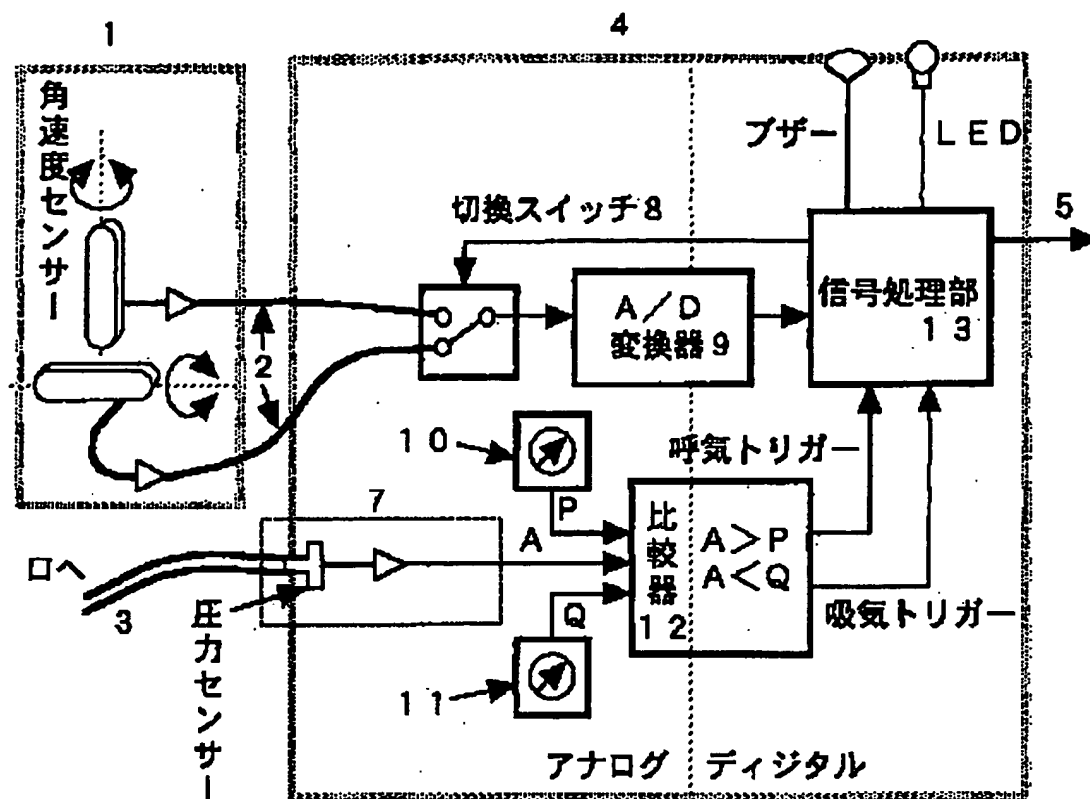 1
4
角速度センサー
ブザー
LED
5
切換スイッチ8
信号処理部
13
A/D
変換器9
2
10
呼気トリガー
P
7
A
比較器
12
A>P
A<Q
口へ
3
圧力センサー
Q
吸気トリガー
11
アナログ
ディジタル